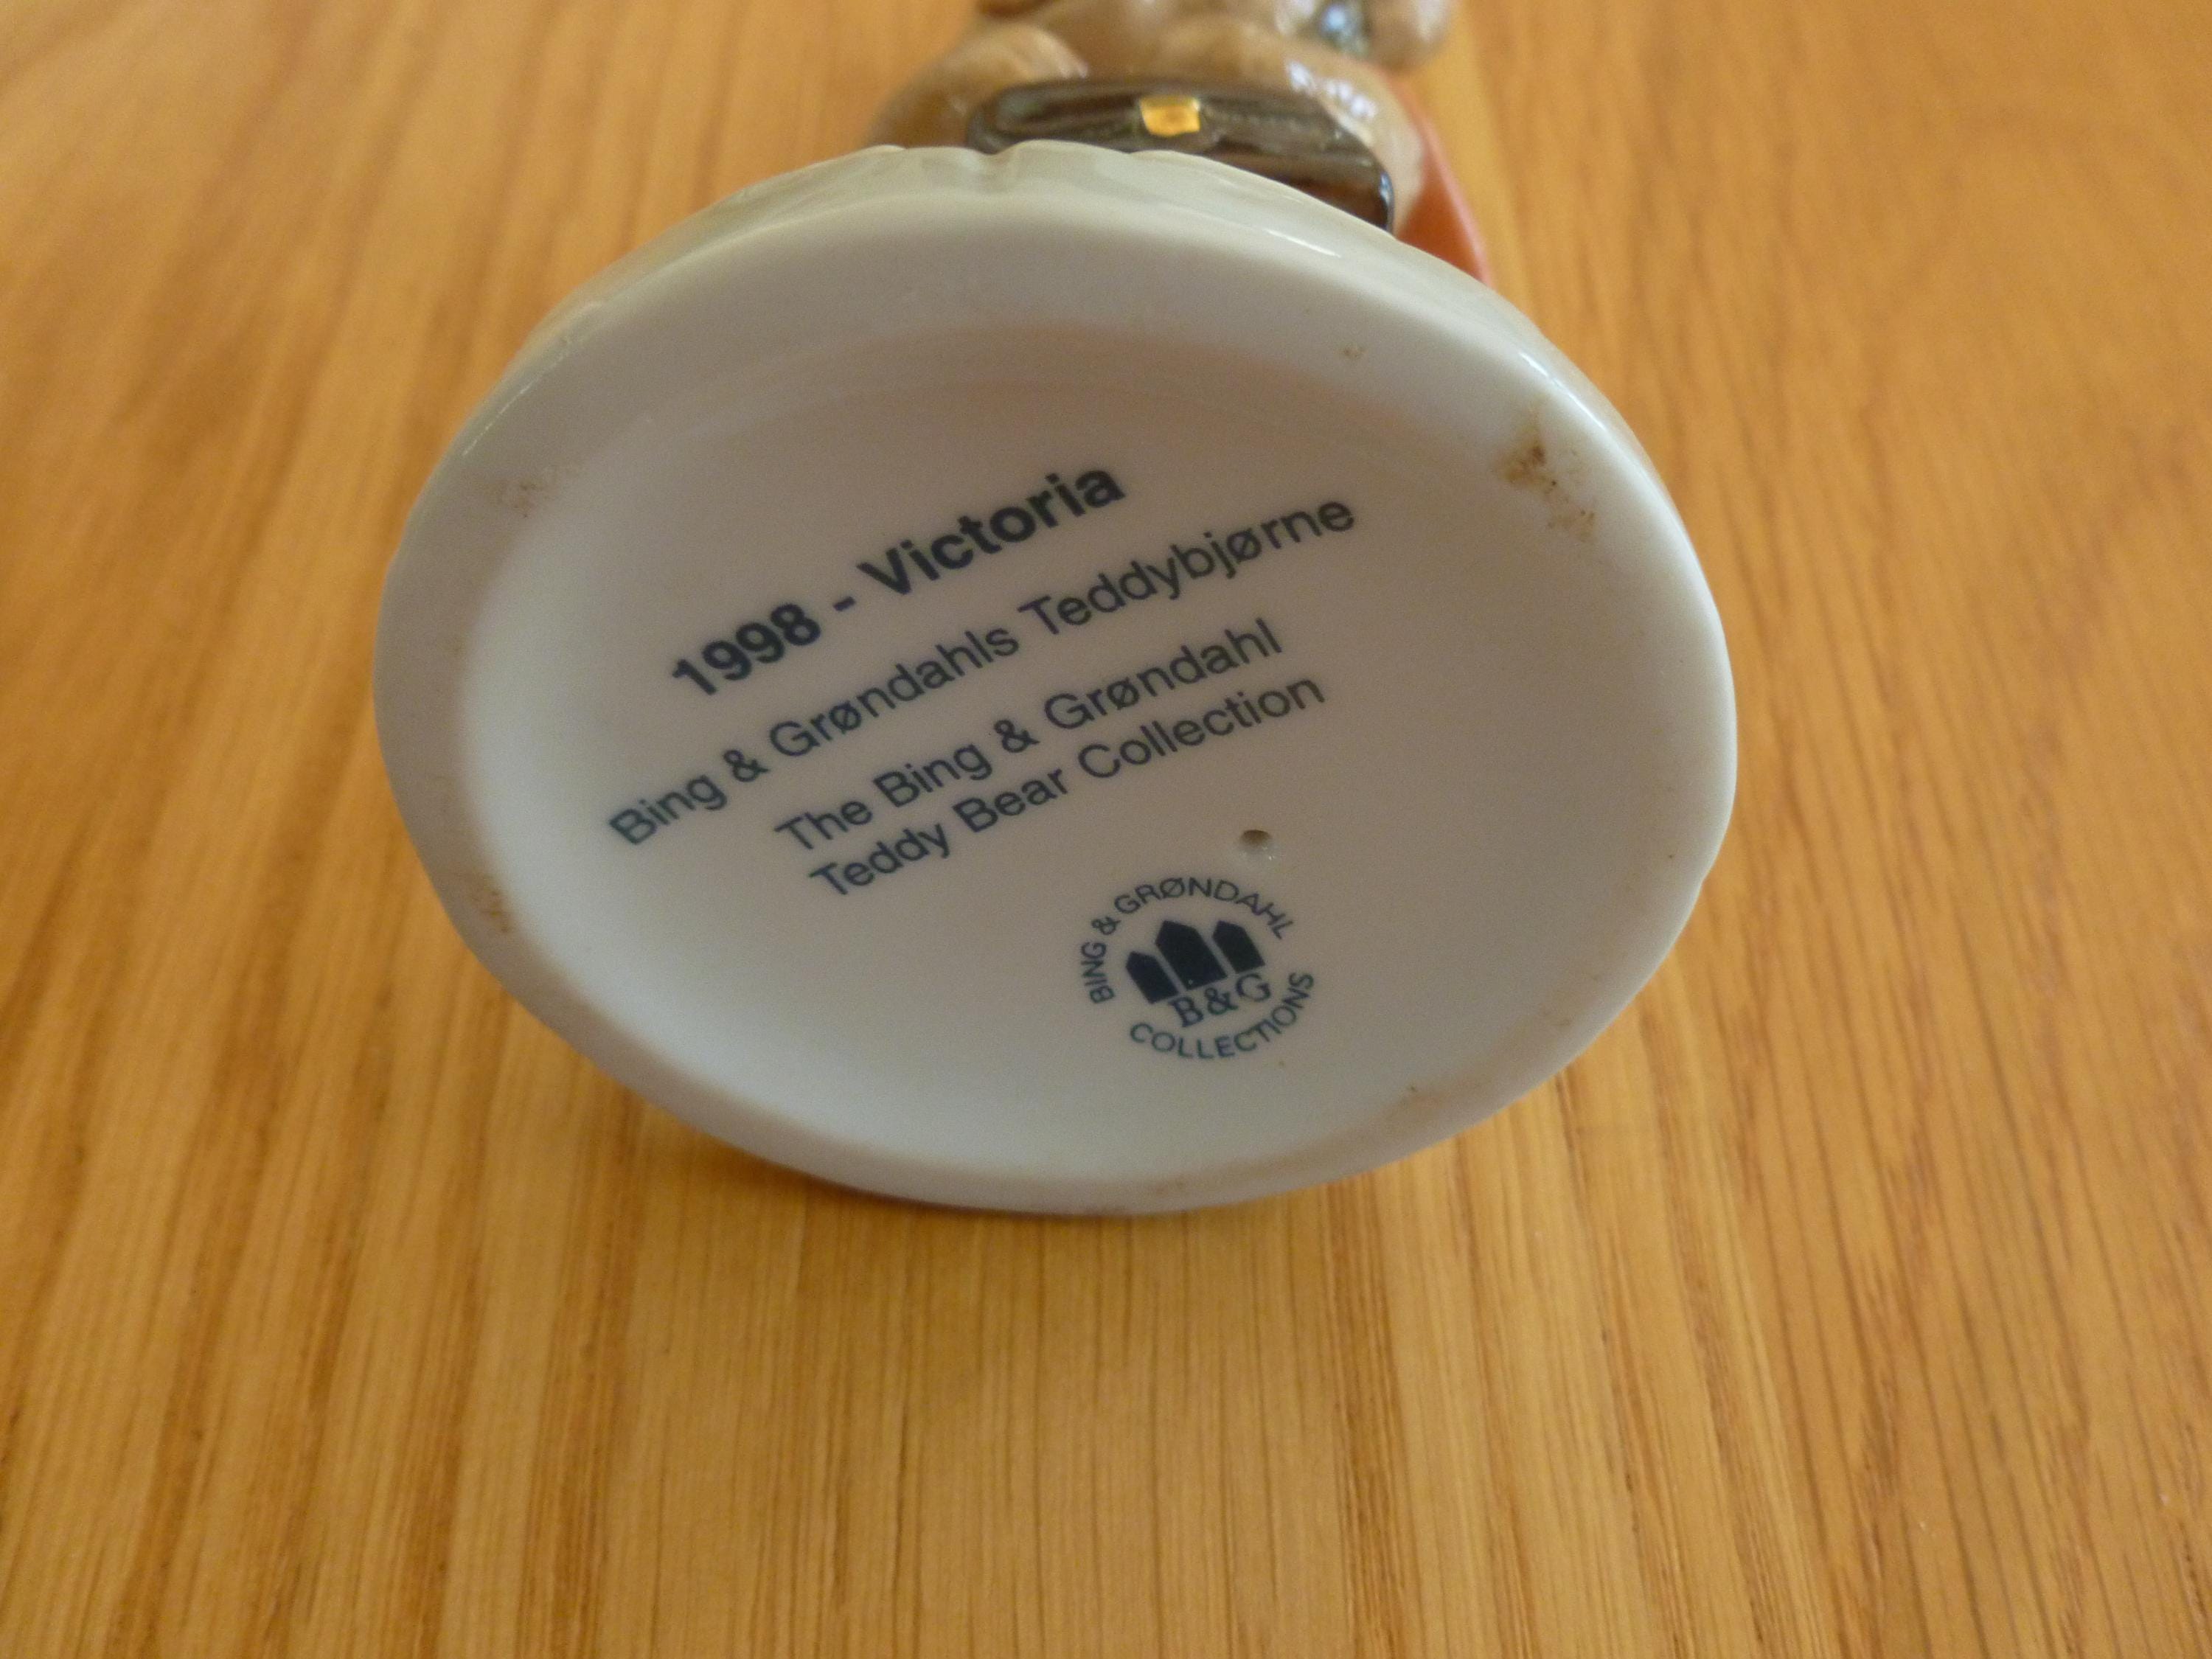 1998 - Victoria
Bing & Grøndahls Teddybjørne
The Bing & Grøndahl
Teddy Bear Collection
BING & GRØNDAHL
B&G
COLLECTIONS